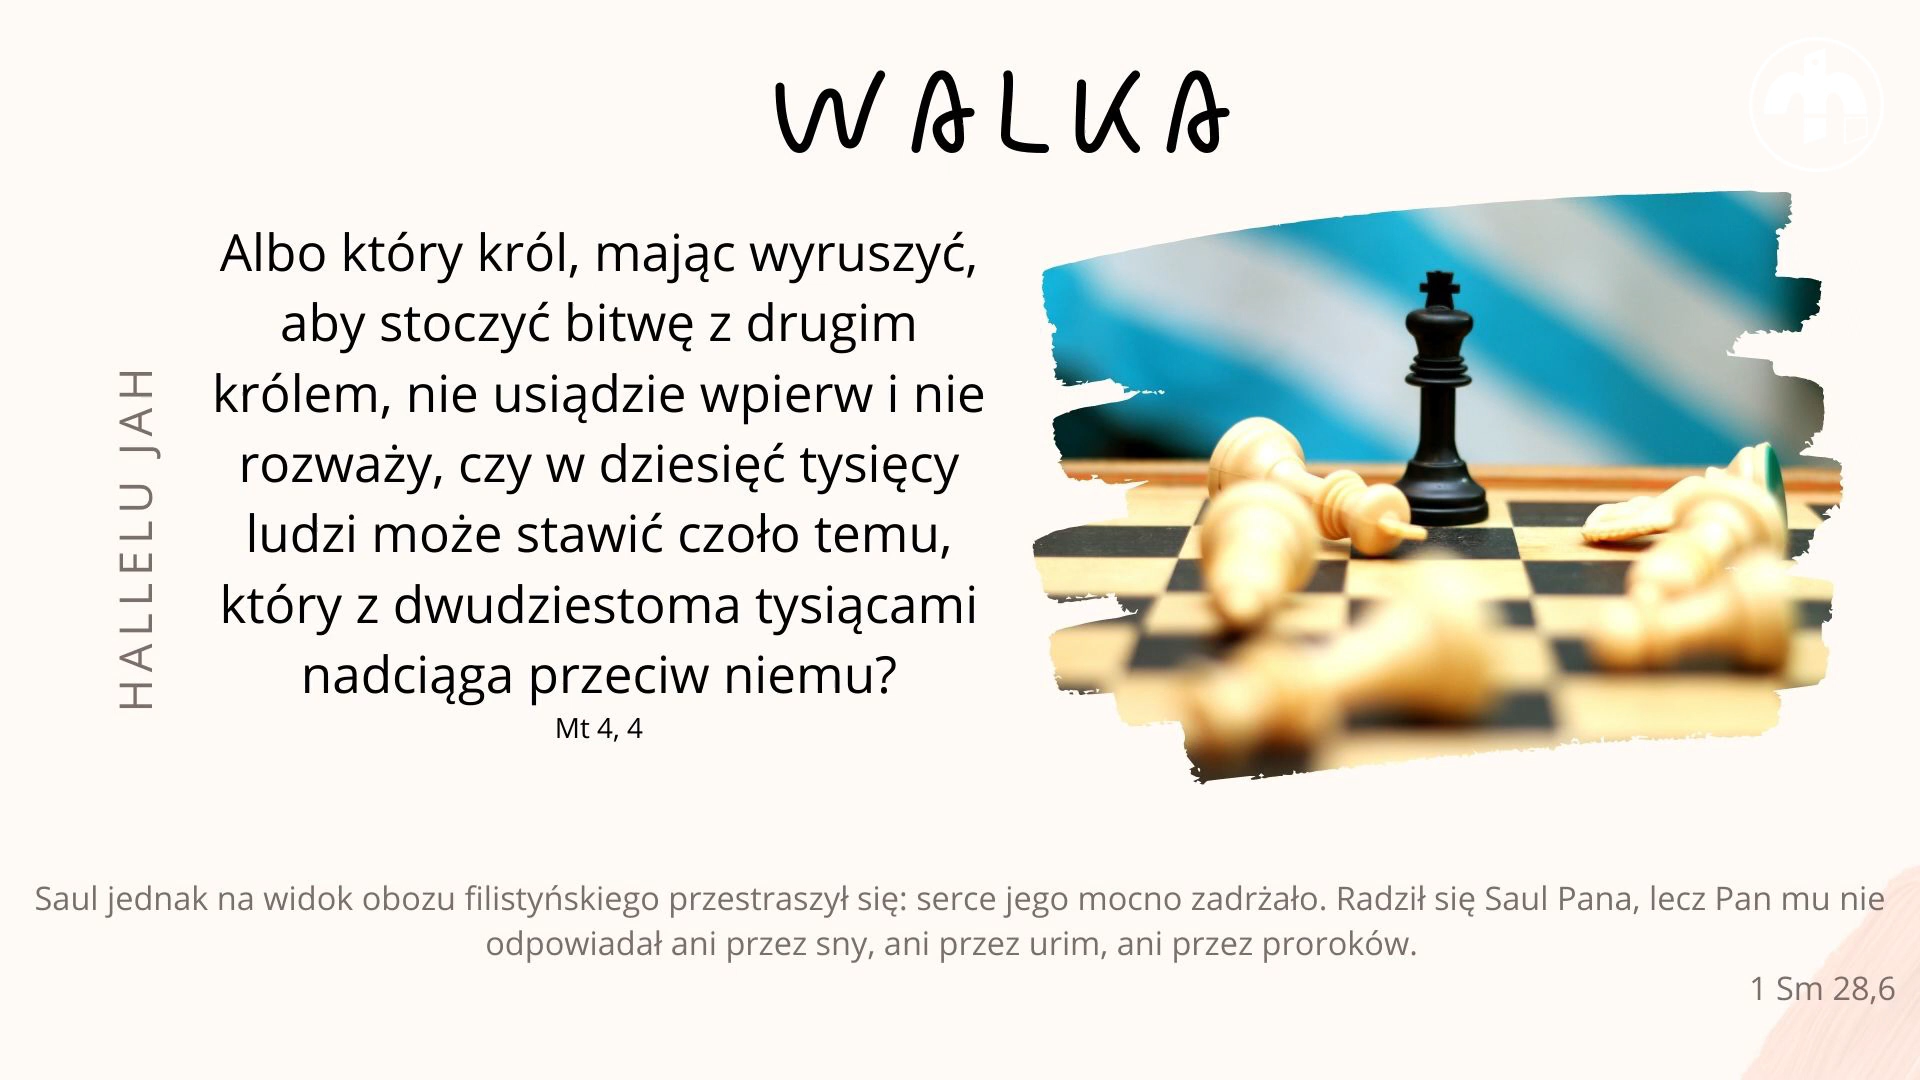 WALKA
Albo który król, mając wyruszyć,
aby stoczyć bitwę z drugim
królem, nie usiądzie wpierw i nie
rozważy, czy w dziesięć tysięcy
ludzi może stawić czoło temu,
który z dwudziestoma tysiącami
nadciąga przeciw niemu?
Mt 4, 4
HALLELU JAH
Saul jednak na widok obozu filistyńskiego przestraszył się: serce jego mocno zadrżało. Radził się Saul Pana, lecz Pan mu nie
odpowiadał ani przez sny, ani przez urim, ani przez proroków.
1 Sm 28,6